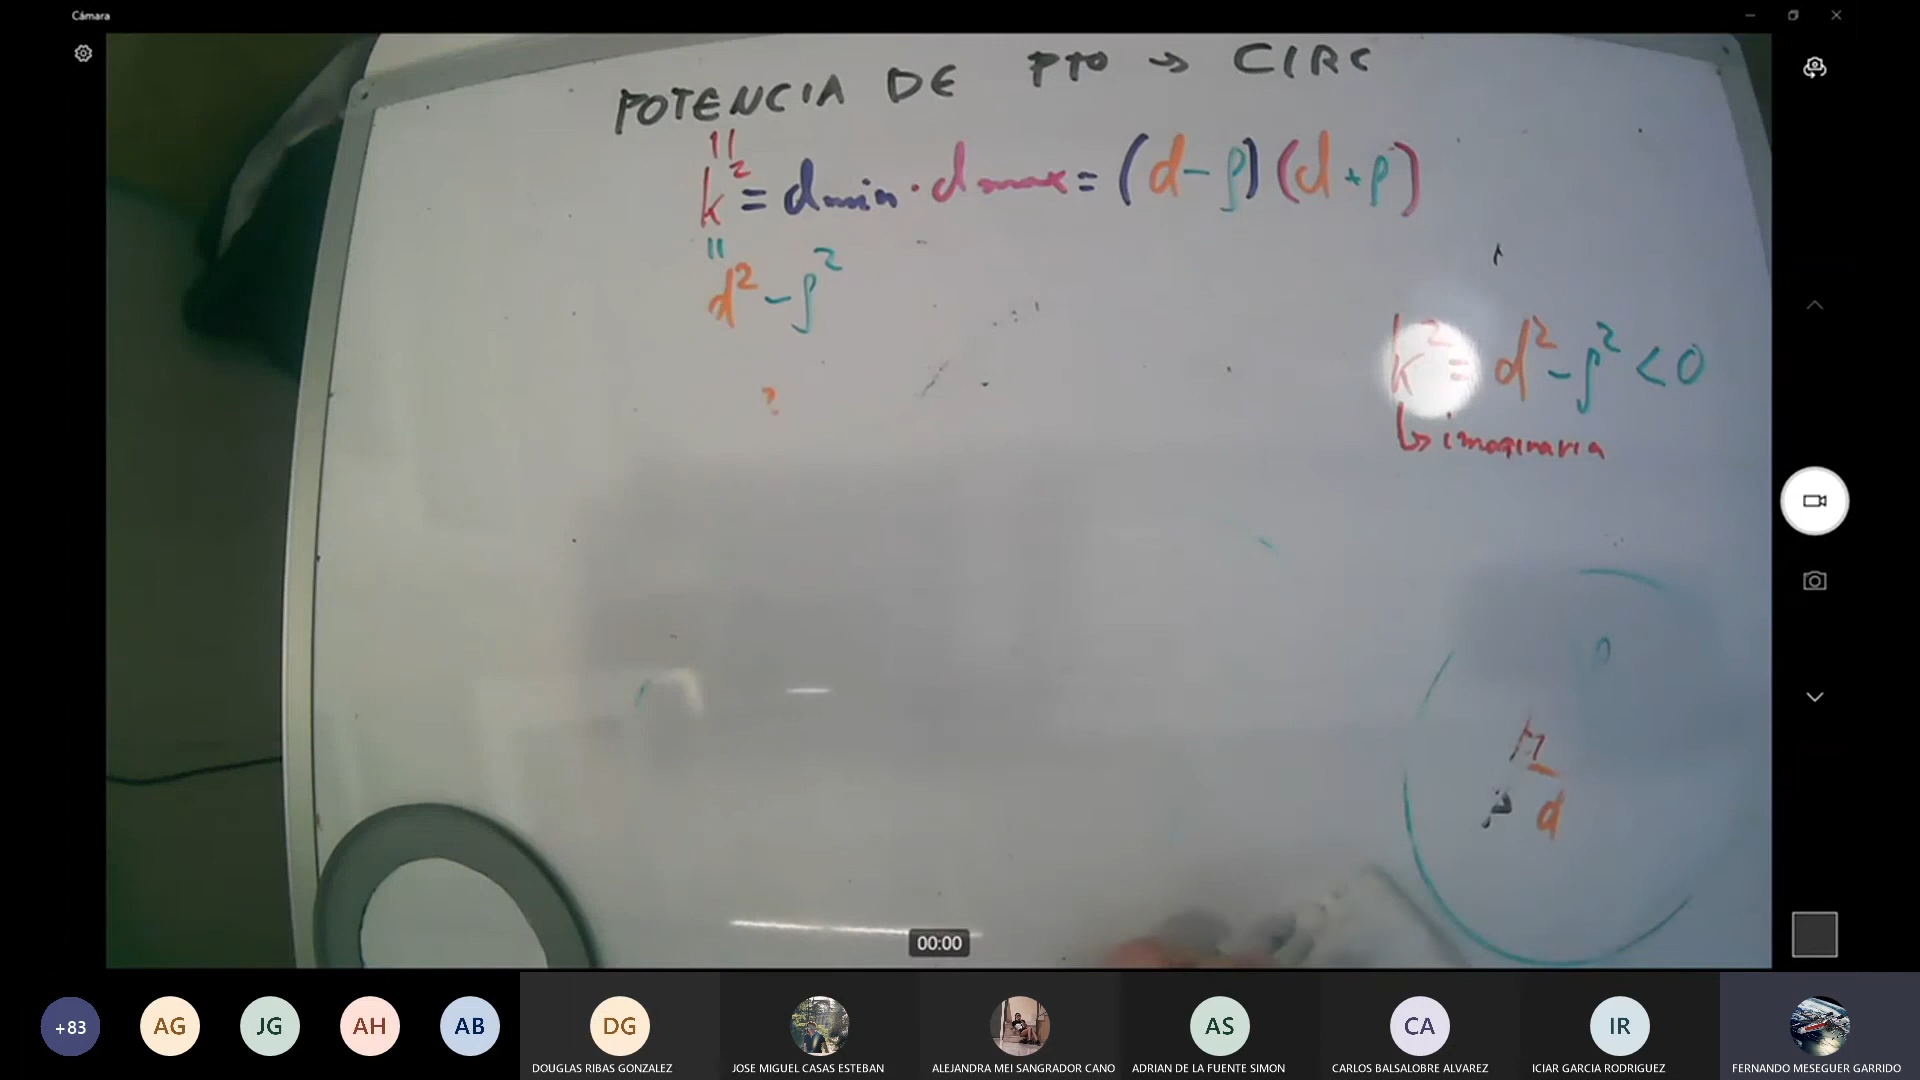 Cámara
POTENCIA DE PTO → CIRC
k² = dmin · dmax = (d - ρ)(d + ρ)
d² - ρ²
k² = d² - ρ² < 0
↳ imaginaria
?
0
M
d
00:00
+83
AG
JG
AH
AB
DG
AS
CA
IR
DOUGLAS RIBAS GONZALEZ
JOSE MIGUEL CASAS ESTEBAN
ALEJANDRA MEI SANGRADOR CANO
ADRIAN DE LA FUENTE SIMON
CARLOS BALSALOBRE ALVAREZ
ICIAR GARCIA RODRIGUEZ
FERNANDO MESEGUER GARRIDO